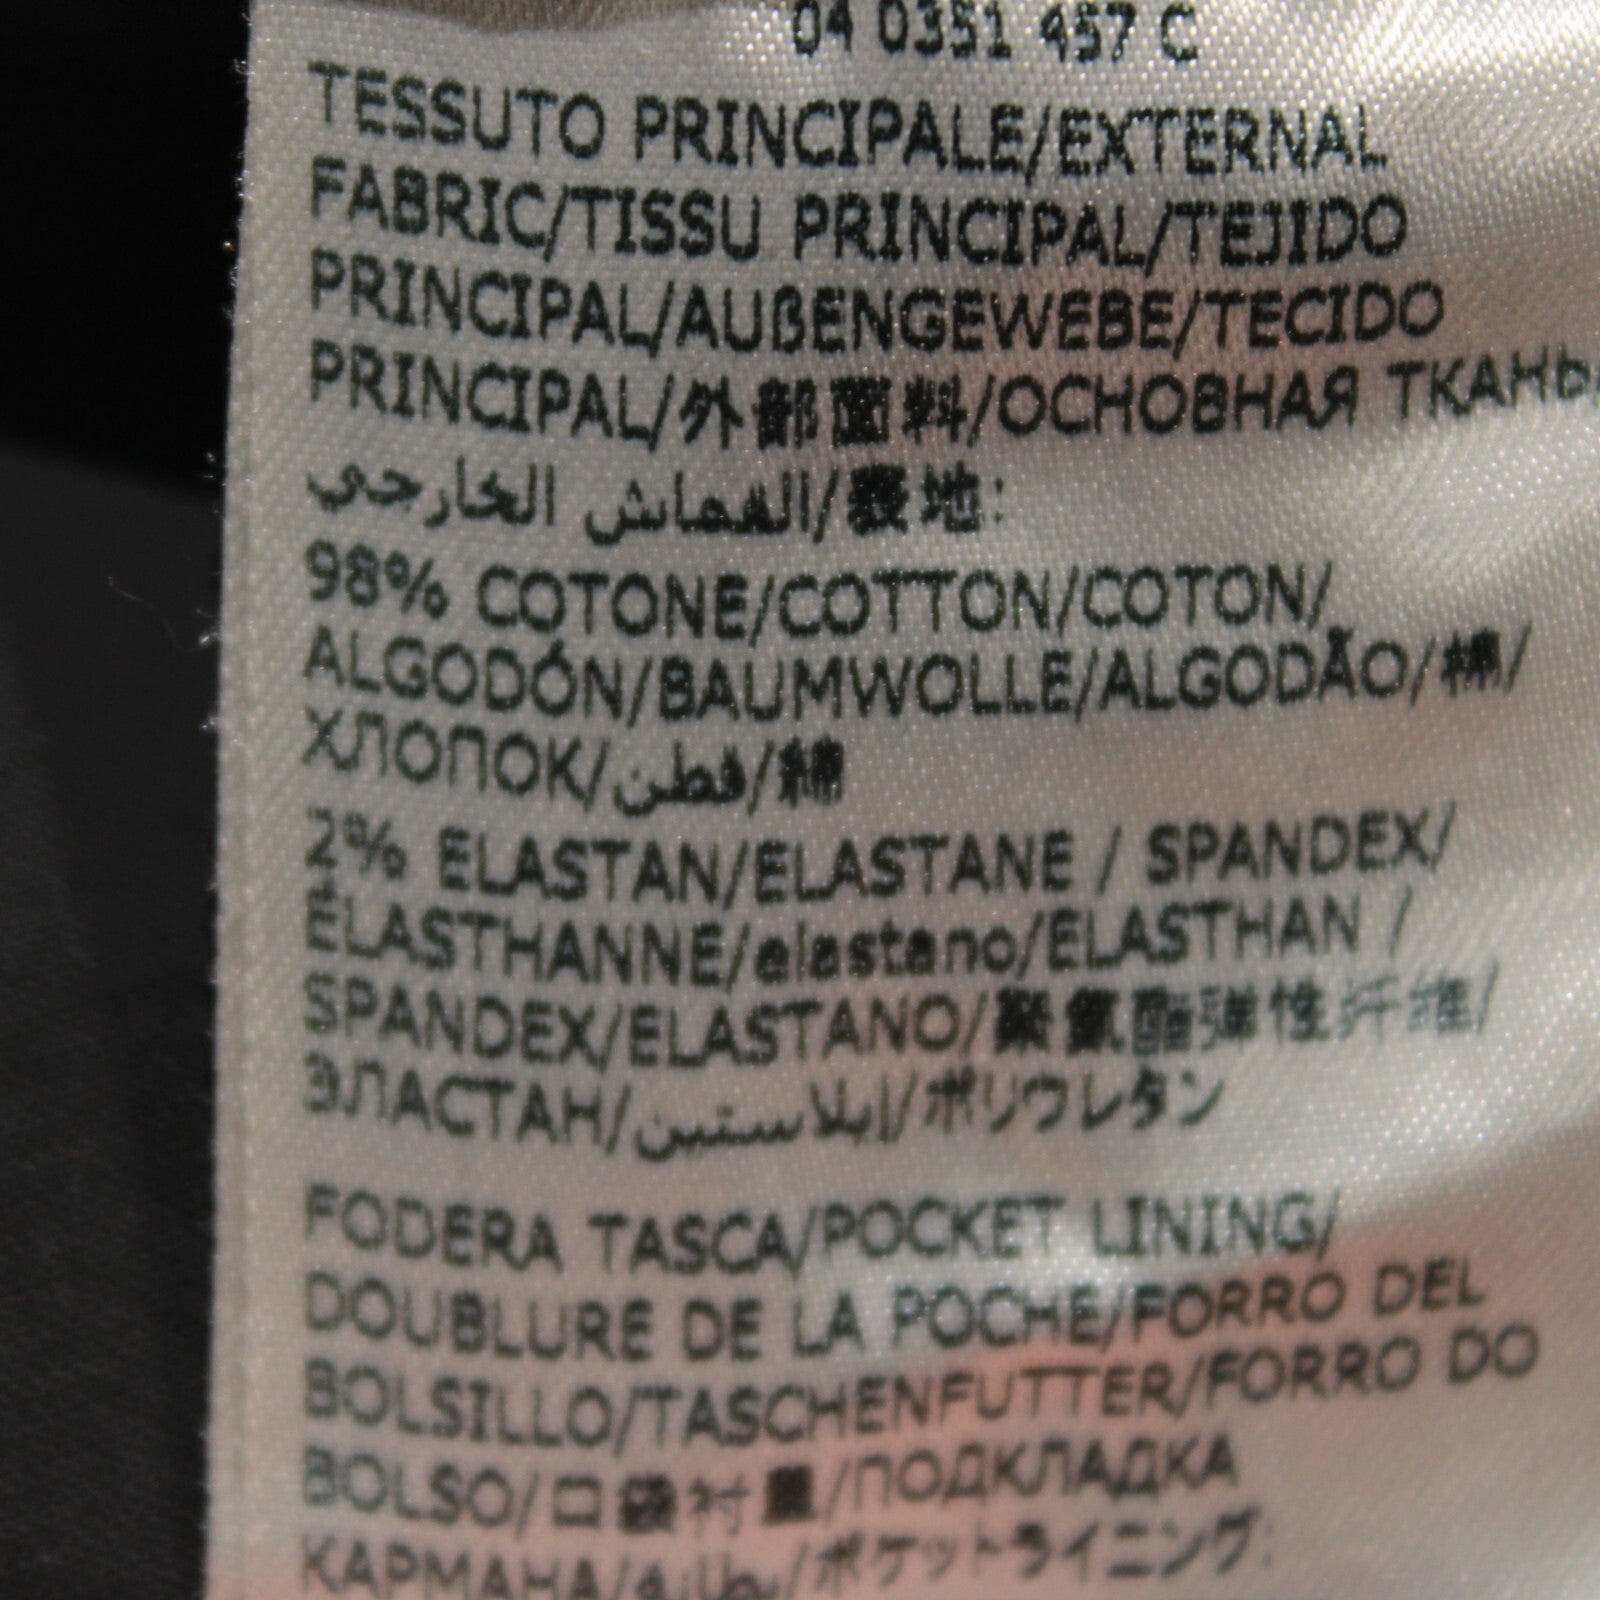 04 0351 457 C
TESSUTO PRINCIPALE/EXTERNAL
FABRIC/TISSU PRINCIPAL/TEJIDO
PRINCIPAL/AUßENGEWEBE/TECIDO
PRINCIPAL/外部面料/ОСНОВНАЯ ТКАНЬ/
القماش الخارجي/表地:
98% COTONE/COTTON/COTON/
ALGODÓN/BAUMWOLLE/ALGODÃO/棉/
ХЛОПОК/قطن/綿
2% ELASTAN/ELASTANE / SPANDEX/
ÉLASTHANNE/elastano/ELASTHAN /
SPANDEX/ELASTANO/聚氨酯弹性纤维/
ЭЛАСТАН/إيلاستين/ポリウレタン
FODERA TASCA/POCKET LINING/
DOUBLURE DE LA POCHE/FORRO DEL
BOLSILLO/TASCHENFUTTER/FORRO DO
BOLSO/口袋衬里/ПОДКЛАДКА
КАРМАНА/ポケットライニング: